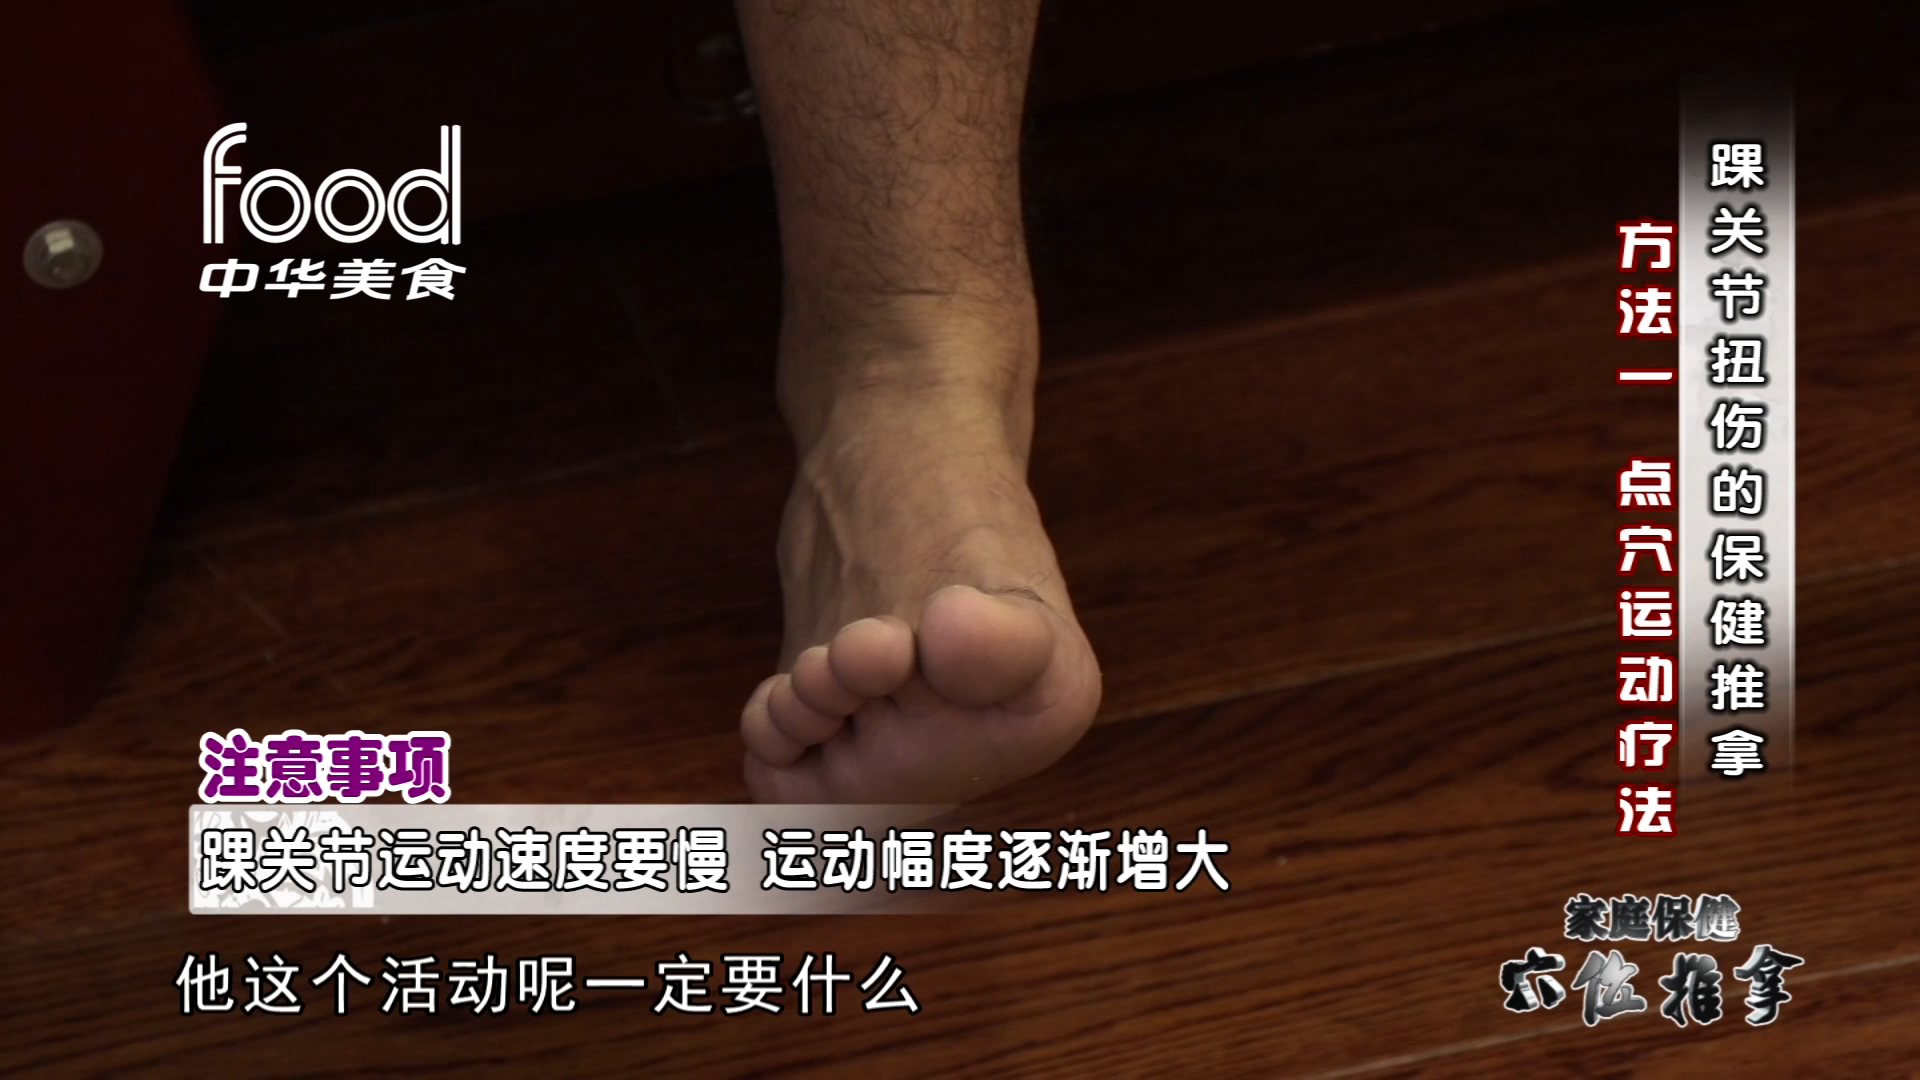 food
中华美食
踝关节扭伤的保健推拿
方法一 点穴运动疗法
注意事项
踝关节运动速度要慢 运动幅度逐渐增大
他这个活动呢一定要什么
家庭保健
穴位推拿